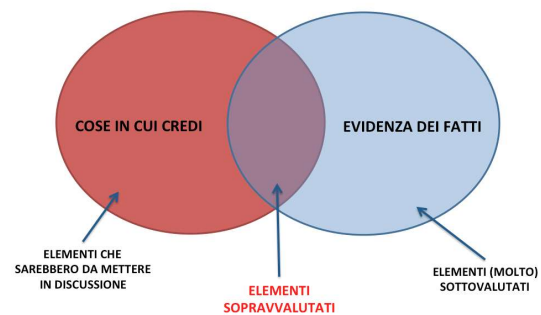 COSE IN CUI CREDI
EVIDENZA DEI FATTI
ELEMENTI CHE
SAREBBERO DA METTERE
IN DISCUSSIONE
ELEMENTI
SOPRAVVALUTATI
ELEMENTI (MOLTO)
SOTTOVALUTATI